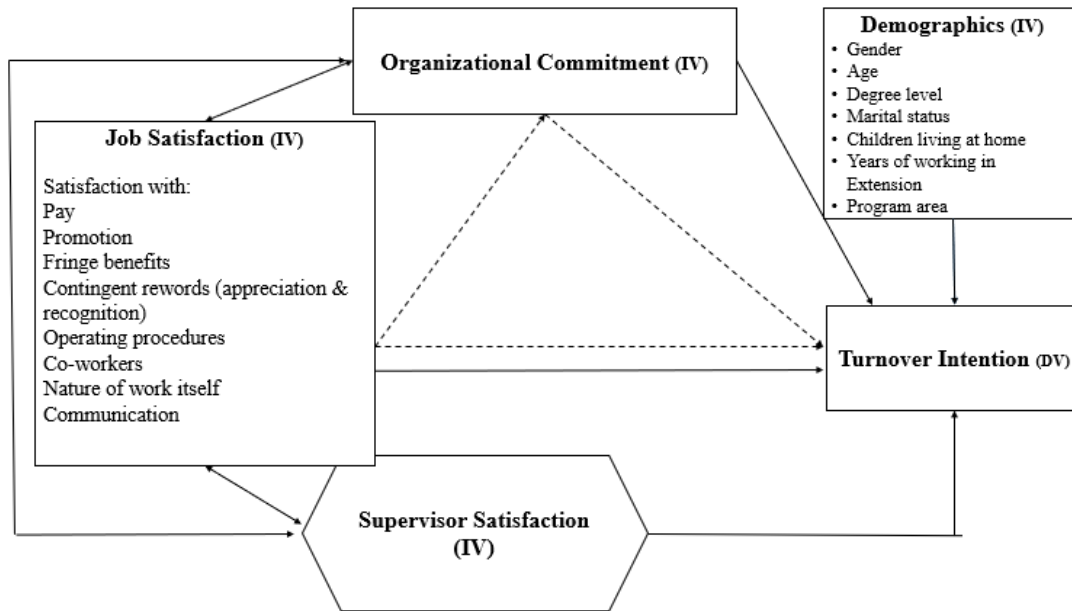 Organizational Commitment (IV)
Demographics (IV)
• Gender
• Age
• Degree level
• Marital status
• Children living at home
• Years of working in
Extension
• Program area
Job Satisfaction (IV)
Satisfaction with:
Pay
Promotion
Fringe benefits
Contingent rewords (appreciation &
recognition)
Operating procedures
Co-workers
Nature of work itself
Communication
Turnover Intention (DV)
Supervisor Satisfaction
(IV)